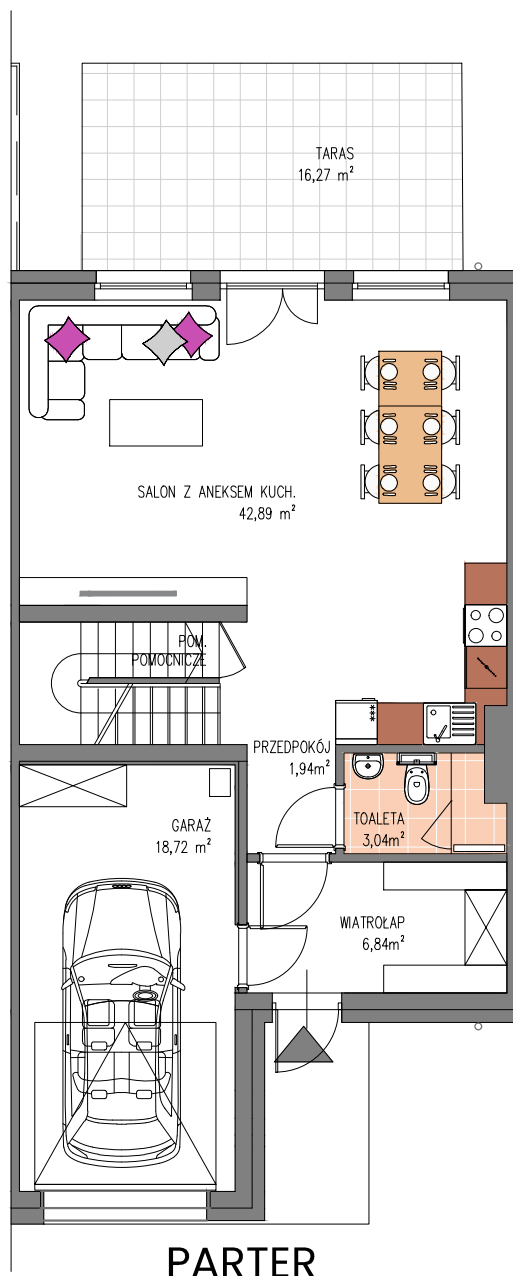 TARAS
16,27 m²
SALON Z ANEKSEM KUCH.
42,89 m²
POM.
POMOCNICZE
PRZEDPOKÓJ
1,94m²
GARAŻ
18,72 m²
TOALETA
3,04m²
WIATROŁAP
6,84m²
PARTER